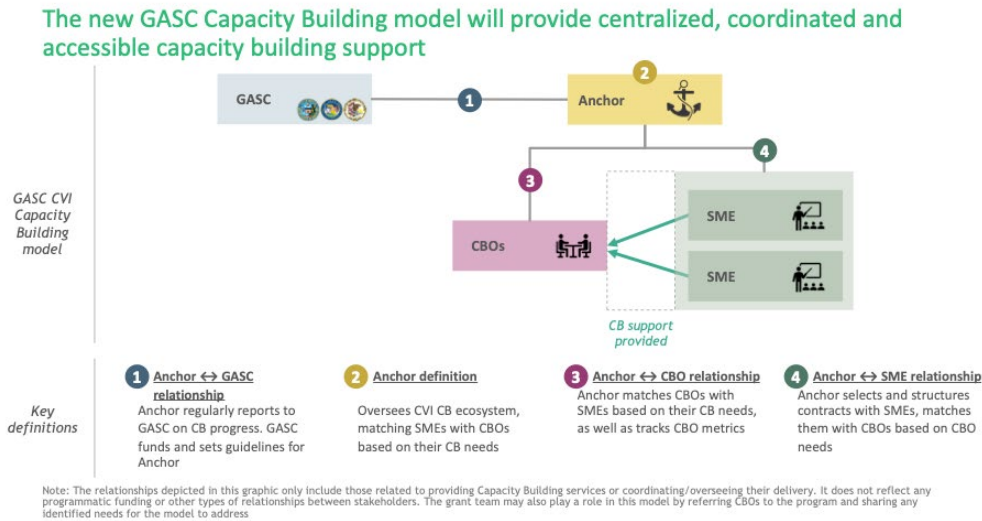 The new GASC Capacity Building model will provide centralized, coordinated and
accessible capacity building support
GASC
1
Anchor
2
3
4
GASC CVI
Capacity
Building
model
CBOs
SME
SME
CB support
provided
Key
definitions
1 Anchor ↔ GASC
relationship
Anchor regularly reports to
GASC on CB progress. GASC
funds and sets guidelines for
Anchor
2 Anchor definition
Oversees CVI CB ecosystem,
matching SMEs with CBOs
based on their CB needs
3 Anchor ↔ CBO relationship
Anchor matches CBOs with
SMEs based on their CB needs,
as well as tracks CBO metrics
4 Anchor ↔ SME relationship
Anchor selects and structures
contracts with SMEs, matches
them with CBOs based on CBO
needs
Note: The relationships depicted in this graphic only include those related to providing Capacity Building services or coordinating/overseeing their delivery. It does not reflect any
programmatic funding or other types of relationships between stakeholders. The grant team may also play a role in this model by referring CBOs to the program and sharing any
identified needs for the model to address